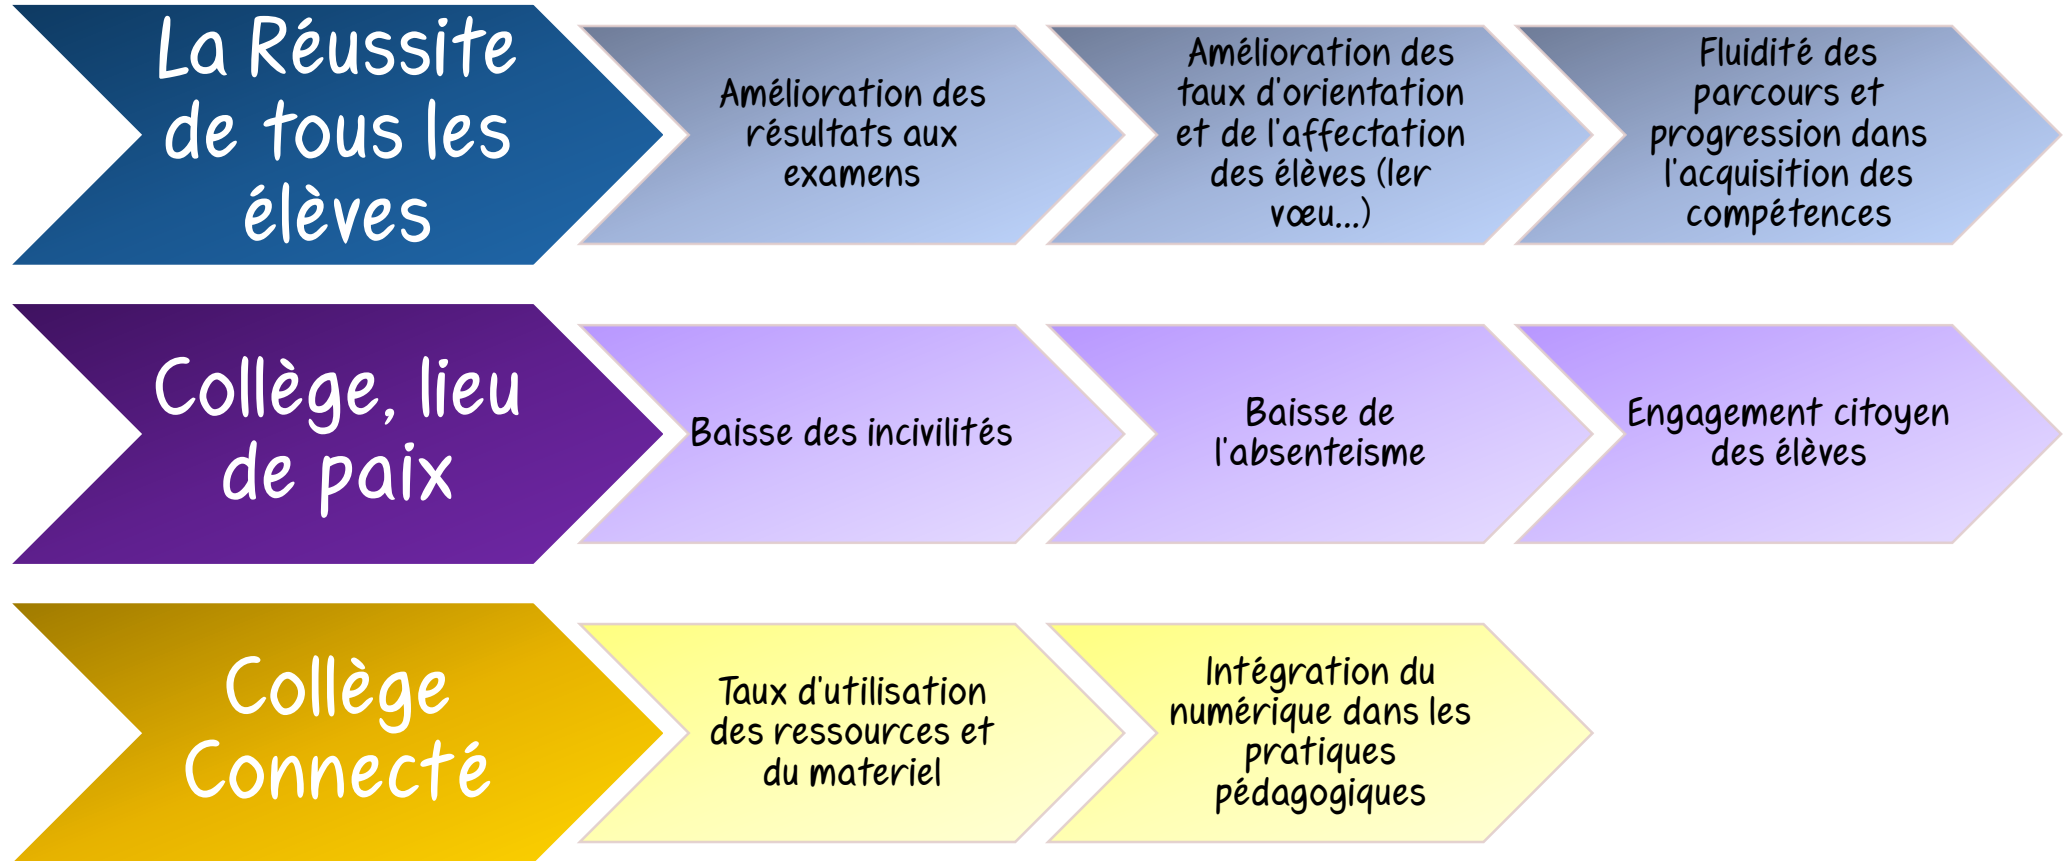 La Réussite
de tous les
élèves
Amélioration des
résultats aux
examens
Amélioration des
taux d'orientation
et de l'affectation
des élèves (1er
vœu...)
Fluidité des
parcours et
progression dans
l'acquisition des
compétences
Collège, lieu
de paix
Baisse des incivilités
Baisse de
l'absenteisme
Engagement citoyen
des élèves
Collège
Connecté
Taux d'utilisation
des ressources et
du materiel
Intégration du
numérique dans les
pratiques
pédagogiques